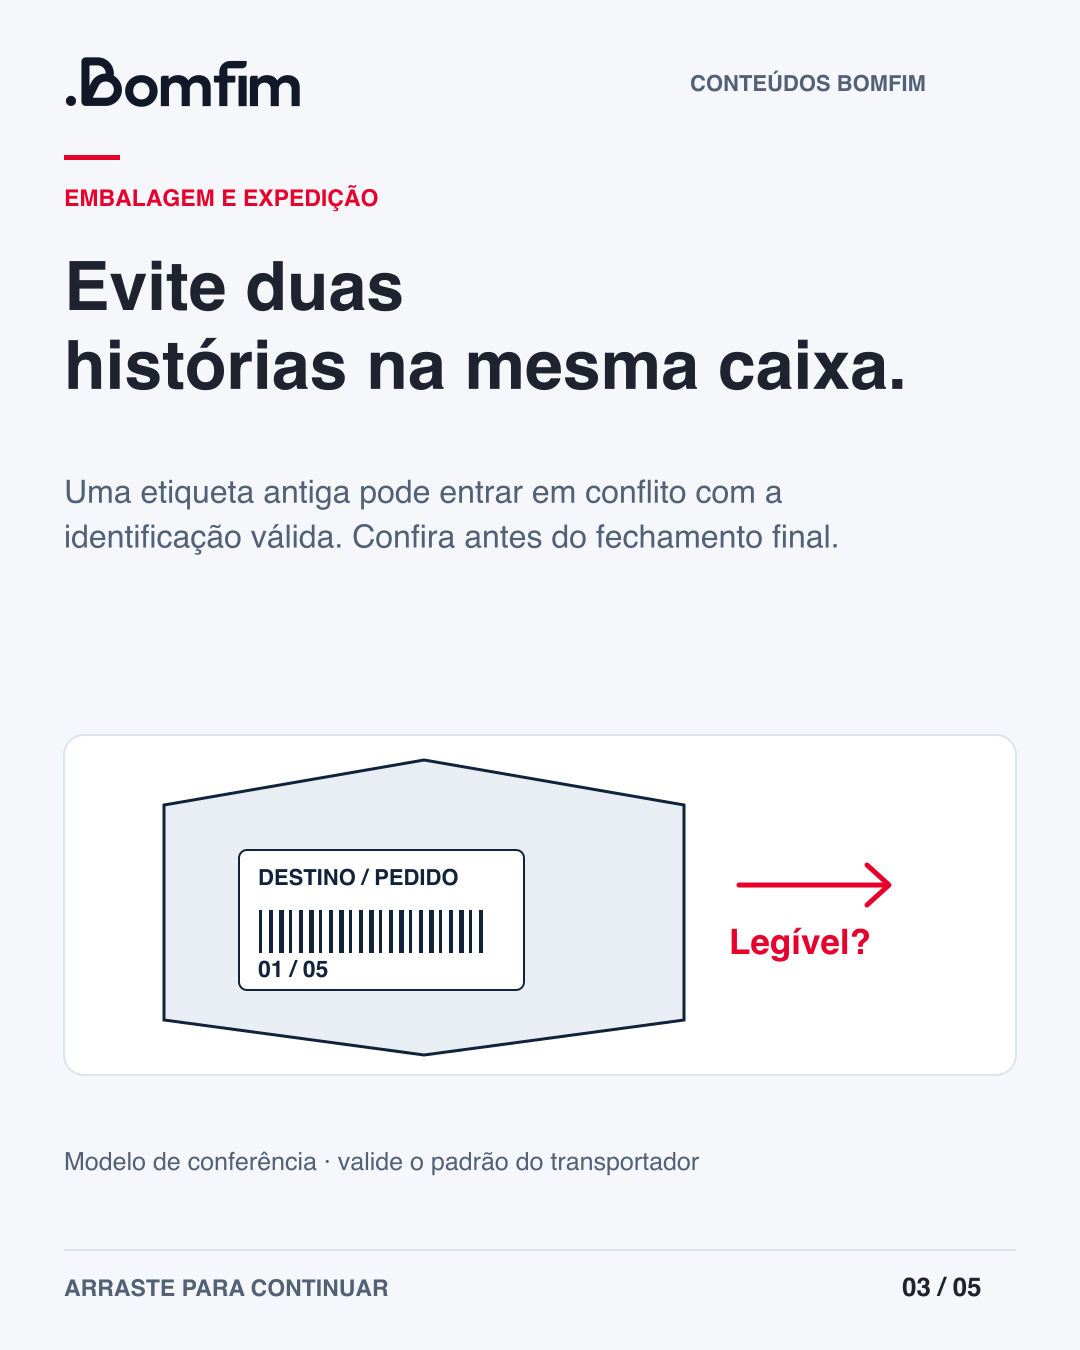 .Bomfim
CONTEÚDOS BOMFIM
EMBALAGEM E EXPEDIÇÃO
Evite duas
histórias na mesma caixa.
Uma etiqueta antiga pode entrar em conflito com a
identificação válida. Confira antes do fechamento final.
DESTINO / PEDIDO
01 / 05
Legível?
Modelo de conferência · valide o padrão do transportador
ARRASTE PARA CONTINUAR
03 / 05